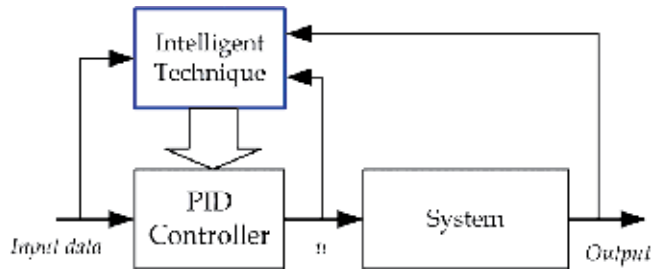 Intelligent
Technique
PID
Controller
System
Input data
u
Output